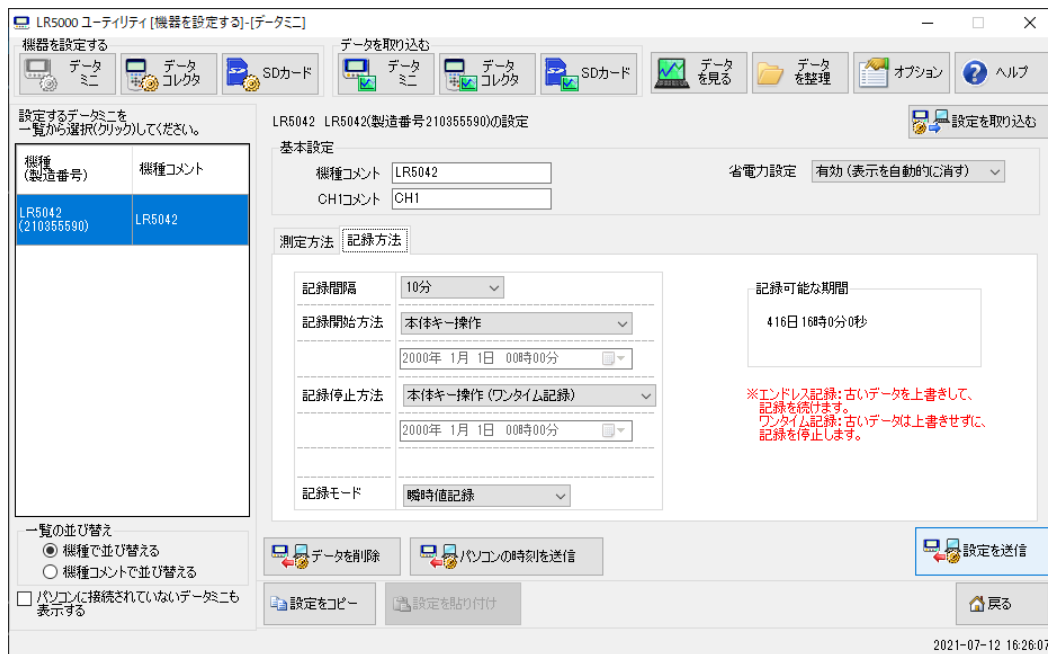 LR5000 ユーティリティ [機器を設定する]-[データミニ]
機器を設定する
データを取り込む
データ
ミニ
データ
コレクタ
SDカード
データ
ミニ
データ
コレクタ
SDカード
データ
を見る
データ
を整理
オプション
ヘルプ
設定するデータミニを
一覧から選択(クリック)してください。
LR5042 LR5042(製造番号210355590)の設定
設定を取り込む
機種
(製造番号)
機種コメント
LR5042
(210355590)
LR5042
基本設定
機種コメント LR5042
省電力設定 有効 (表示を自動的に消す)
CH1コメント CH1
測定方法 記録方法
記録間隔 10分
記録開始方法 本体キー操作
2000年 1月 1日 00時00分
記録停止方法 本体キー操作 (ワンタイム記録)
2000年 1月 1日 00時00分
記録モード 瞬時値記録
記録可能な期間
416日 16時0分0秒
※エンドレス記録: 古いデータを上書きして、
記録を続けます。
ワンタイム記録: 古いデータは上書きせずに、
記録を停止します。
一覧の並び替え
機種で並び替える
機種コメントで並び替える
パソコンに接続されていないデータミニも
表示する
データを削除
パソコンの時刻を送信
設定を送信
設定をコピー
設定を貼り付け
戻る
2021-07-12 16:26:07